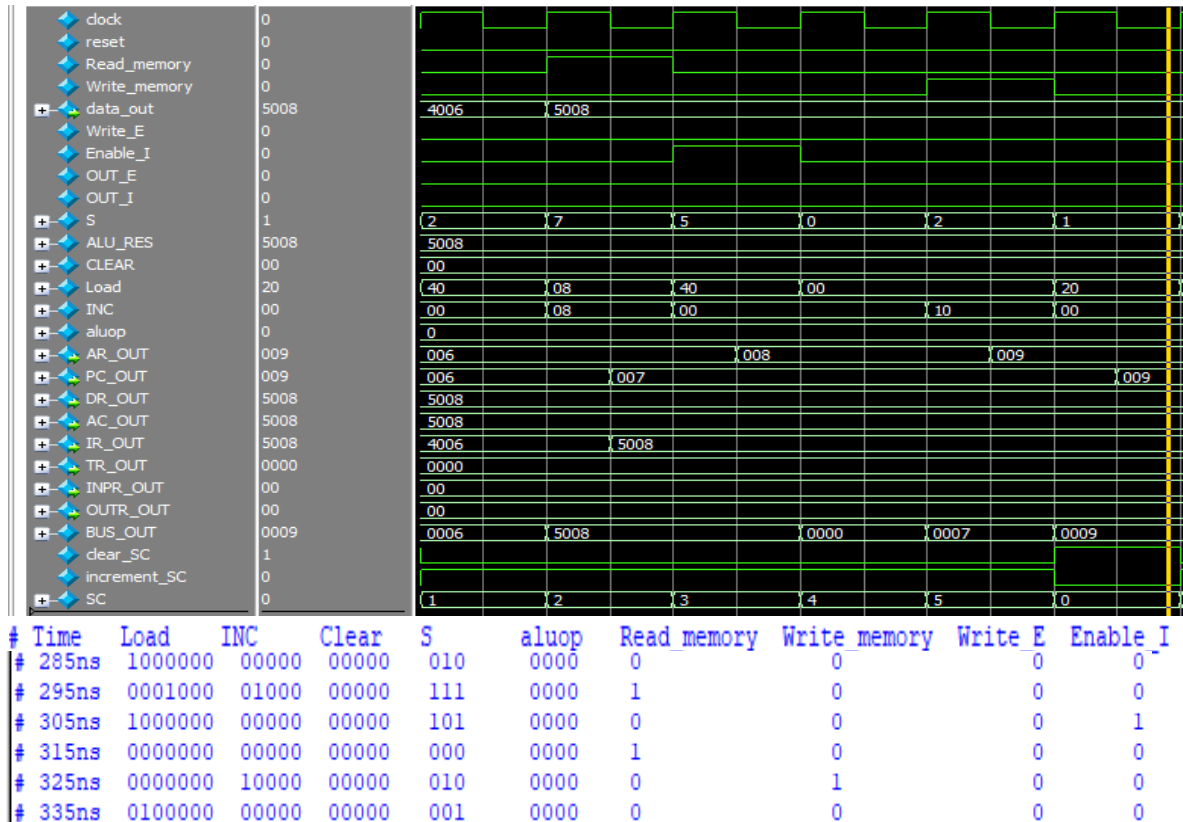 clock 0
reset 0
Read_memory 0
Write_memory 0
data_out 5008 4006 5008
Write_E 0
Enable_I 0
OUT_E 0
OUT_I 0
S 1 2 7 5 0 2 1
ALU_RES 5008 5008
CLEAR 00 00
Load 20 40 08 40 00 20
INC 00 00 08 00 10 00
aluop 0 0
AR_OUT 009 006 008 009
PC_OUT 009 006 007 009
DR_OUT 5008 5008
AC_OUT 5008 5008
IR_OUT 5008 4006 5008
TR_OUT 0000 0000
INPR_OUT 00 00
OUTR_OUT 00 00
BUS_OUT 0009 0006 5008 0000 0007 0009
clear_SC 1
increment_SC 0
SC 0 1 2 3 4 5 0
# Time Load INC Clear S aluop Read_memory Write_memory Write_E Enable_I
# 285ns 1000000 00000 00000 010 0000 0 0 0 0
# 295ns 0001000 01000 00000 111 0000 1 0 0 0
# 305ns 1000000 00000 00000 101 0000 0 0 0 1
# 315ns 0000000 00000 00000 000 0000 1 0 0 0
# 325ns 0000000 10000 00000 010 0000 0 1 0 0
# 335ns 0100000 00000 00000 001 0000 0 0 0 0